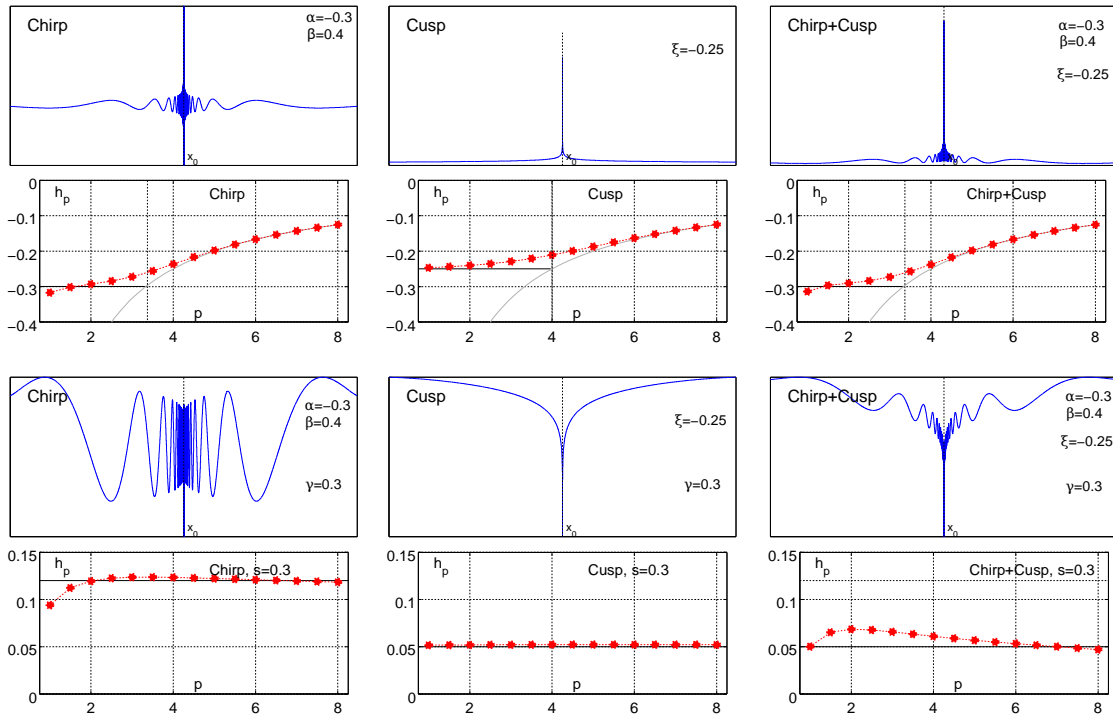 Chirp
α=−0.3
β=0.4
x0
Cusp
ξ=−0.25
x0
Chirp+Cusp
α=−0.3
β=0.4
ξ=−0.25
0
−0.1
−0.2
−0.3
−0.4
hp
Chirp
2
4
p
6
8
0
−0.1
−0.2
−0.3
−0.4
hp
Cusp
2
4
p
6
8
0
−0.1
−0.2
−0.3
−0.4
hp
Chirp+Cusp
2
4
p
6
8
Chirp
α=−0.3
β=0.4
γ=0.3
x0
Cusp
ξ=−0.25
γ=0.3
x0
Chirp+Cusp
α=−0.3
β=0.4
ξ=−0.25
γ=0.3
x0
0.15
0.1
0.05
0
hp
Chirp, s=0.3
2
4
p
6
8
0.15
0.1
0.05
0
hp
Cusp, s=0.3
2
4
p
6
8
0.15
0.1
0.05
0
hp
Chirp+Cusp, s=0.3
2
4
p
6
8